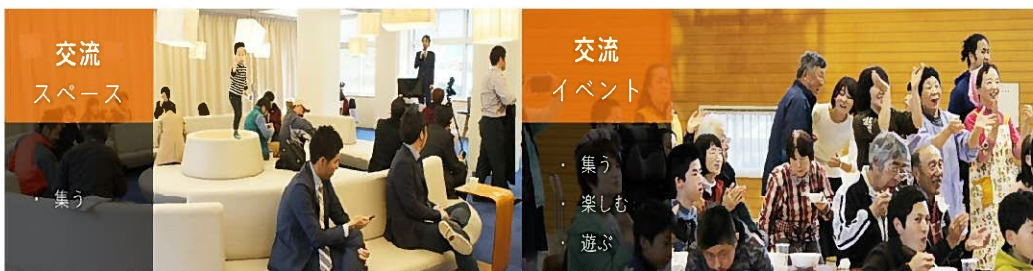 交流
スペース
・ 集う
交流
イベント
・ 集う
・ 楽しむ
・ 遊ぶ